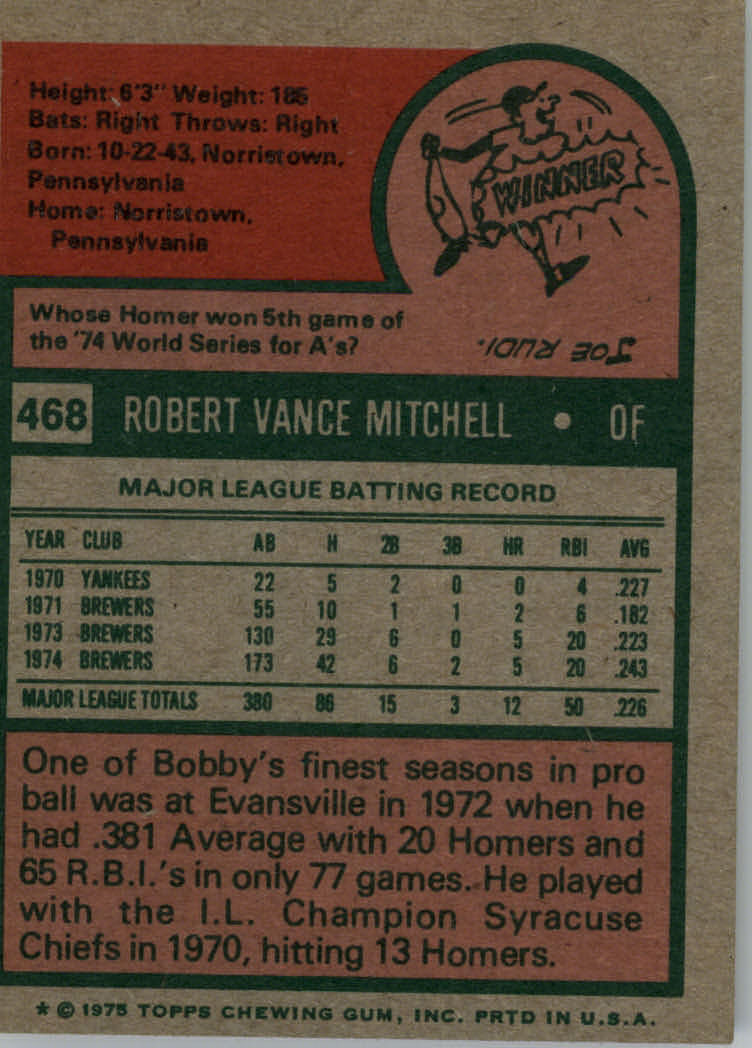 Height: 6'3" Weight: 185
Bats: Right Throws: Right
Born: 10-22-43, Norristown,
Pennsylvania
Home: Norristown,
Pennsylvania
WINNER
Whose Homer won 5th game of
the '74 World Series for A's?
JOE RUDI.
468 ROBERT VANCE MITCHELL • OF
MAJOR LEAGUE BATTING RECORD
YEAR CLUB AB H 2B 3B HR RBI AVG
1970 YANKEES 22 5 2 0 0 4 .227
1971 BREWERS 55 10 1 1 2 6 .182
1973 BREWERS 130 29 6 0 5 20 .223
1974 BREWERS 173 42 6 2 5 20 .243
MAJOR LEAGUE TOTALS 380 86 15 3 12 50 .226
One of Bobby's finest seasons in pro
ball was at Evansville in 1972 when he
had .381 Average with 20 Homers and
65 R.B.I.'s in only 77 games. He played
with the I.L. Champion Syracuse
Chiefs in 1970, hitting 13 Homers.
* © 1975 TOPPS CHEWING GUM, INC. PRTD IN U.S.A.